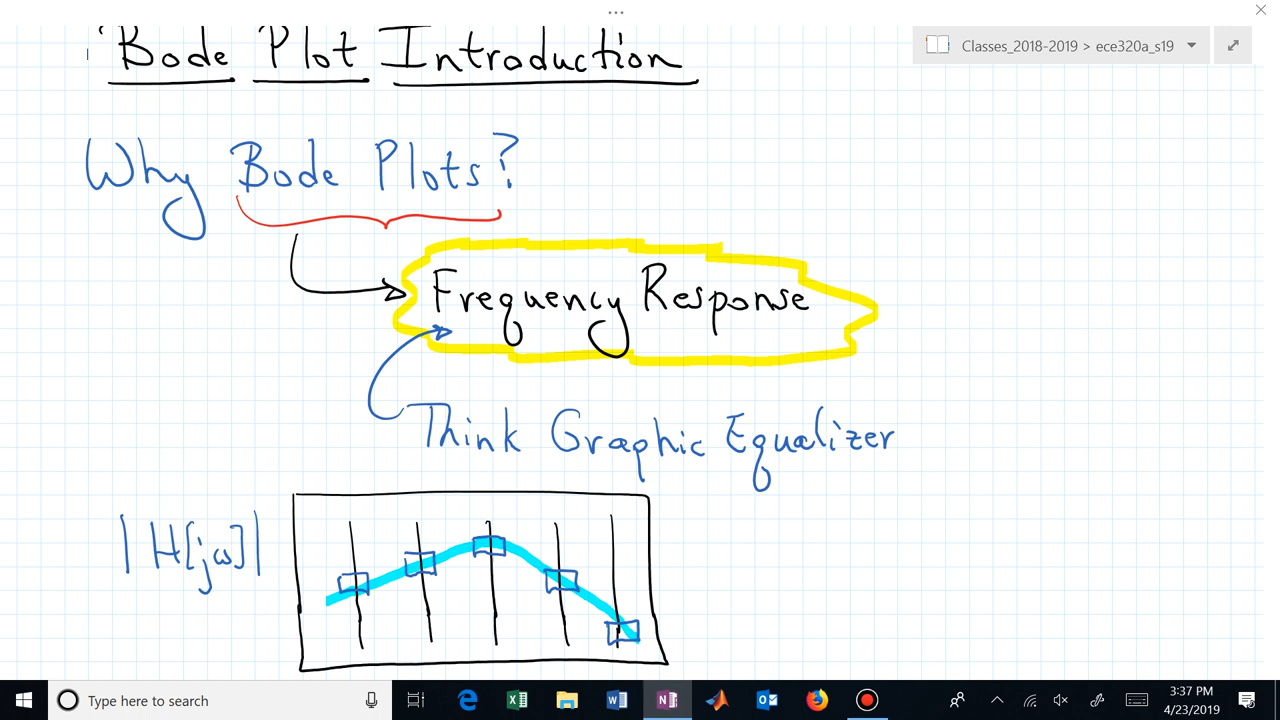 Classes_2018-2019 > ece320a_s19
Bode Plot Introduction
Why Bode Plots?
Frequency Response
Think Graphic Equalizer
|H[jω]|
Type here to search
3:37 PM
4/23/2019